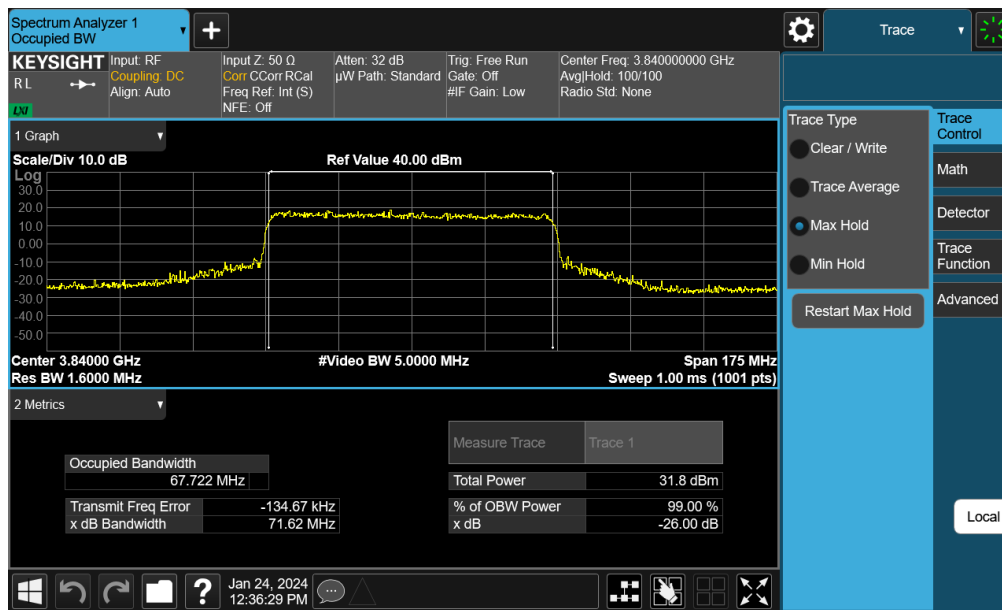 Spectrum Analyzer 1
Occupied BW
+
Trace
KEYSIGHT
R L
LXI
Input: RF
Coupling: DC
Align: Auto
Input Z: 50 Ω
Corr CCorr RCal
Freq Ref: Int (S)
NFE: Off
Atten: 32 dB
µW Path: Standard
Trig: Free Run
Gate: Off
#IF Gain: Low
Center Freq: 3.840000000 GHz
Avg|Hold: 100/100
Radio Std: None
1 Graph
Scale/Div 10.0 dB
Ref Value 40.00 dBm
Log
30.0
20.0
10.0
0.00
-10.0
-20.0
-30.0
-40.0
-50.0
Center 3.84000 GHz
#Video BW 5.0000 MHz
Span 175 MHz
Res BW 1.6000 MHz
Sweep 1.00 ms (1001 pts)
2 Metrics
Measure Trace
Trace 1
Occupied Bandwidth
67.722 MHz
Total Power
31.8 dBm
Transmit Freq Error
-134.67 kHz
% of OBW Power
99.00 %
x dB Bandwidth
71.62 MHz
x dB
-26.00 dB
Trace Type
Clear / Write
Trace Average
Max Hold
Min Hold
Restart Max Hold
Trace
Control
Math
Detector
Trace
Function
Advanced
Local
?
Jan 24, 2024
12:36:29 PM